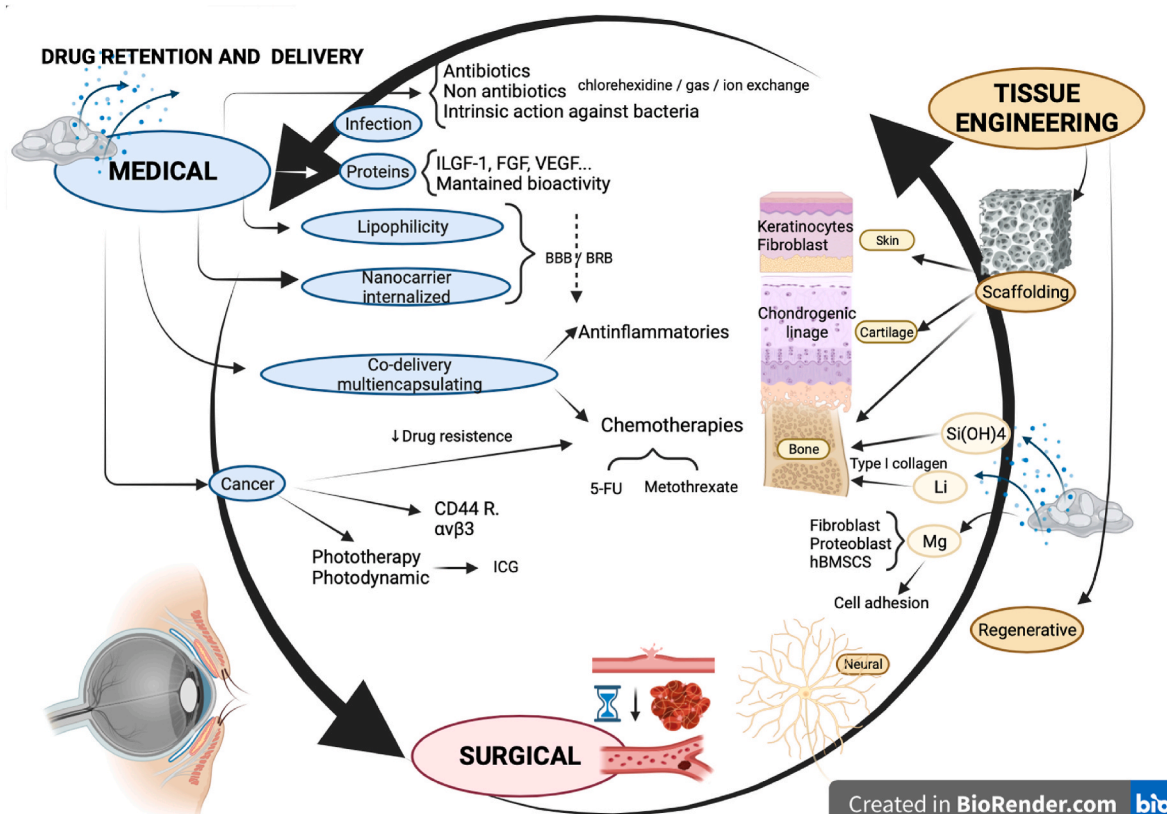 DRUG RETENTION AND DELIVERY
MEDICAL
Infection
Antibiotics
Non antibiotics
chlorehexidine / gas / ion exchange
Intrinsic action against bacteria
Proteins
ILGF-1, FGF, VEGF...
Mantained bioactivity
Lipophilicity
Nanocarrier
internalized
BBB / BRB
Co-delivery
multiencapsulating
Antinflammatories
Chemotherapies
5-FU
Metothrexate
Cancer
↓Drug resistence
CD44 R.
αvβ3
Phototherapy
Photodynamic
ICG
SURGICAL
TISSUE
ENGINEERING
Scaffolding
Keratinocytes
Fibroblast
Skin
Chondrogenic
linage
Cartilage
Bone
Si(OH)4
Type I collagen
Li
Fibroblast
Proteoblast
hBMSCS
Mg
Cell adhesion
Regenerative
Neural
Created in BioRender.com
bio